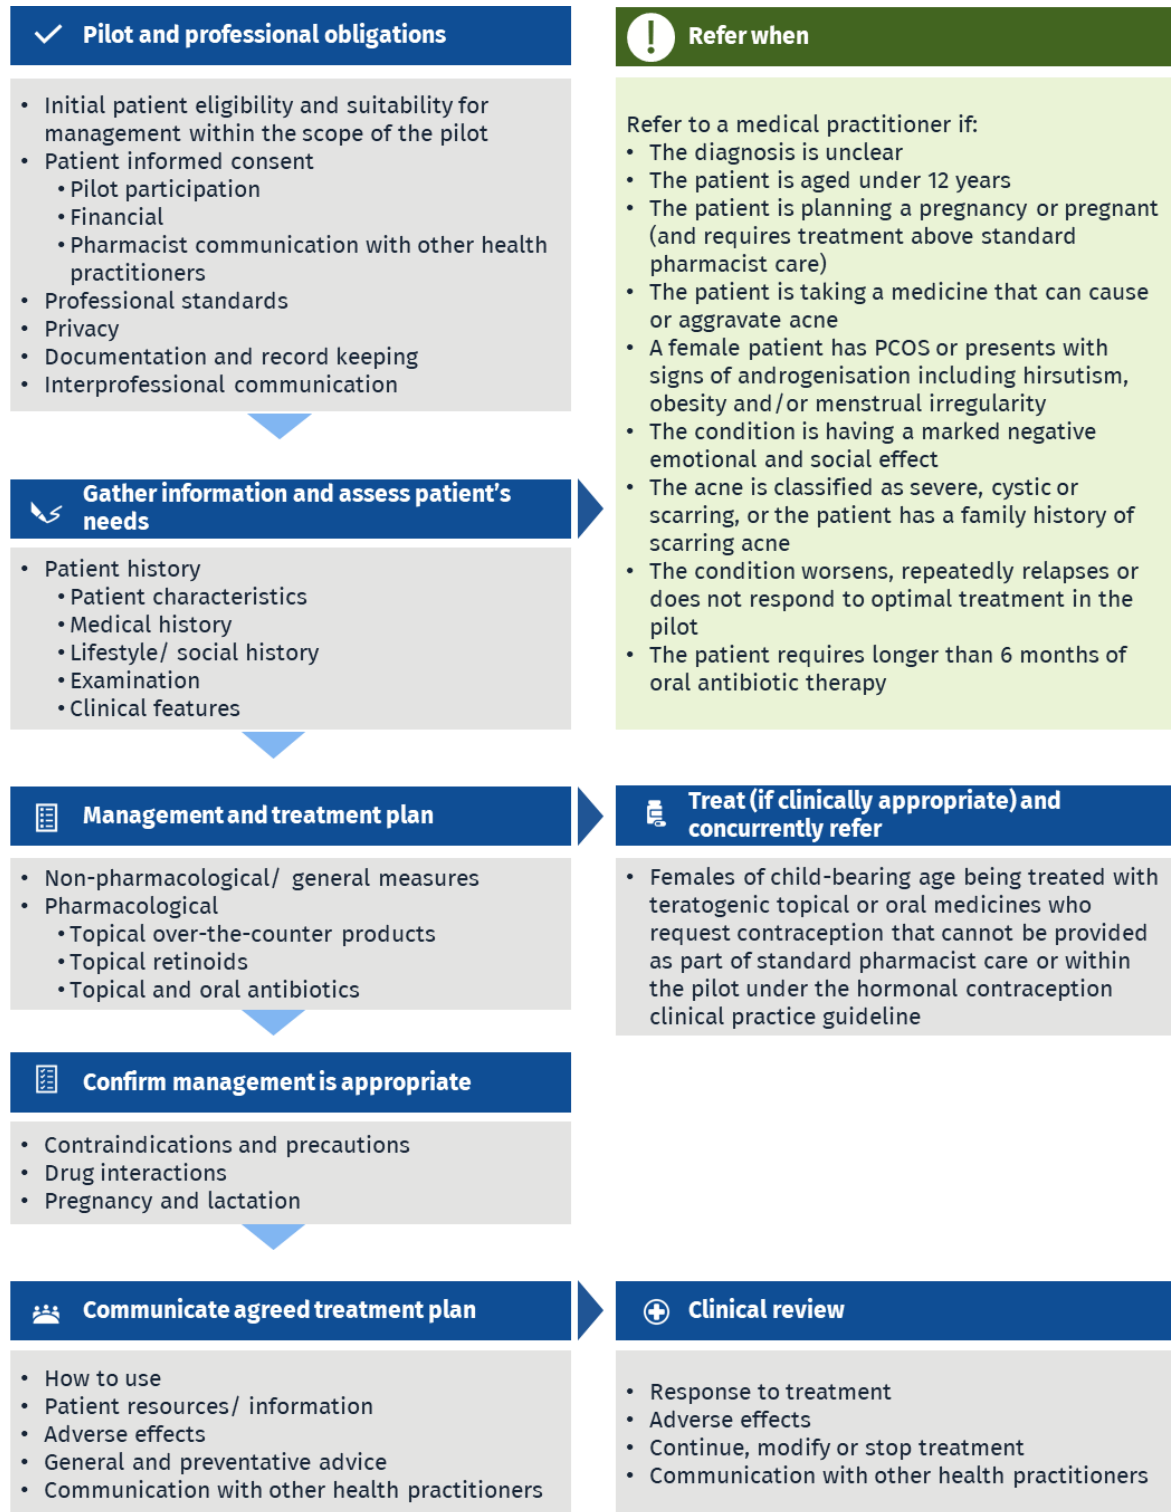 Pilot and professional obligations
• Initial patient eligibility and suitability for
management within the scope of the pilot
• Patient informed consent
• Pilot participation
• Financial
• Pharmacist communication with other health
practitioners
• Professional standards
• Privacy
• Documentation and record keeping
• Interprofessional communication
Gather information and assess patient's
needs
• Patient history
• Patient characteristics
• Medical history
• Lifestyle/ social history
• Examination
• Clinical features
Refer when
Refer to a medical practitioner if:
• The diagnosis is unclear
• The patient is aged under 12 years
• The patient is planning a pregnancy or pregnant
(and requires treatment above standard
pharmacist care)
• The patient is taking a medicine that can cause
or aggravate acne
• A female patient has PCOS or presents with
signs of androgenisation including hirsutism,
obesity and/or menstrual irregularity
• The condition is having a marked negative
emotional and social effect
• The acne is classified as severe, cystic or
scarring, or the patient has a family history of
scarring acne
• The condition worsens, repeatedly relapses or
does not respond to optimal treatment in the
pilot
• The patient requires longer than 6 months of
oral antibiotic therapy
Management and treatment plan
• Non-pharmacological/ general measures
• Pharmacological
• Topical over-the-counter products
• Topical retinoids
• Topical and oral antibiotics
Treat (if clinically appropriate) and
concurrently refer
• Females of child-bearing age being treated with
teratogenic topical or oral medicines who
request contraception that cannot be provided
as part of standard pharmacist care or within
the pilot under the hormonal contraception
clinical practice guideline
Confirm management is appropriate
• Contraindications and precautions
• Drug interactions
• Pregnancy and lactation
Communicate agreed treatment plan
• How to use
• Patient resources/ information
• Adverse effects
• General and preventative advice
• Communication with other health practitioners
Clinical review
• Response to treatment
• Adverse effects
• Continue, modify or stop treatment
• Communication with other health practitioners